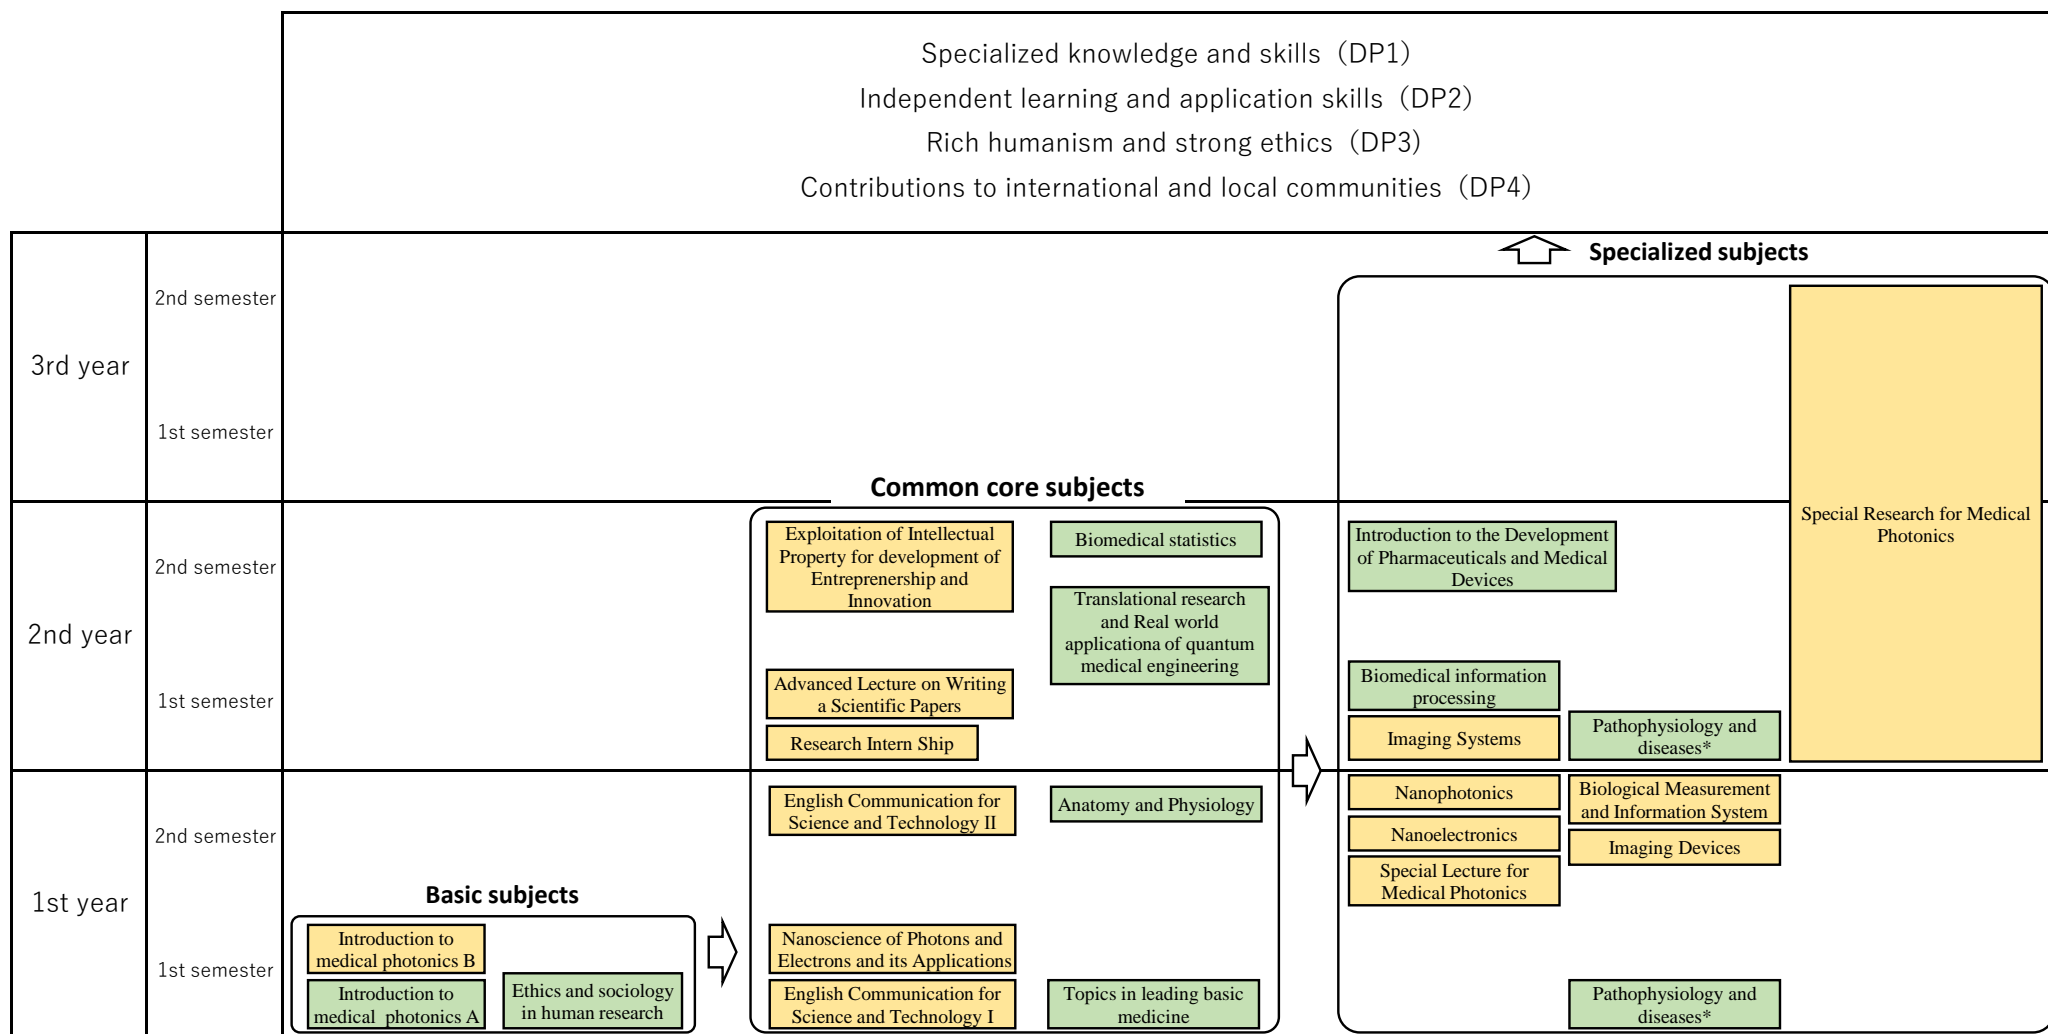 Specialized knowledge and skills（DP1）
Independent learning and application skills（DP2）
Rich humanism and strong ethics（DP3）
Contributions to international and local communities（DP4）
Specialized subjects
3rd year
2nd semester
1st semester
Special Research for Medical
Photonics
Common core subjects
2nd year
2nd semester
1st semester
Exploitation of Intellectual
Property for development of
Entreprenership and
Innovation
Biomedical statistics
Translational research
and Real world
applicationa of quantum
medical engineering
Advanced Lecture on Writing
a Scientific Papers
Research Intern Ship
Introduction to the Development
of Pharmaceuticals and Medical
Devices
Biomedical information
processing
Imaging Systems
Pathophysiology and
diseases*
1st year
2nd semester
1st semester
English Communication for
Science and Technology II
Anatomy and Physiology
Nanophotonics
Biological Measurement
and Information System
Nanoelectronics
Imaging Devices
Special Lecture for
Medical Photonics
Basic subjects
Introduction to
medical photonics B
Introduction to
medical  photonics A
Ethics and sociology
in human research
Nanoscience of Photons and
Electrons and its Applications
English Communication for
Science and Technology I
Topics in leading basic
medicine
Pathophysiology and
diseases*